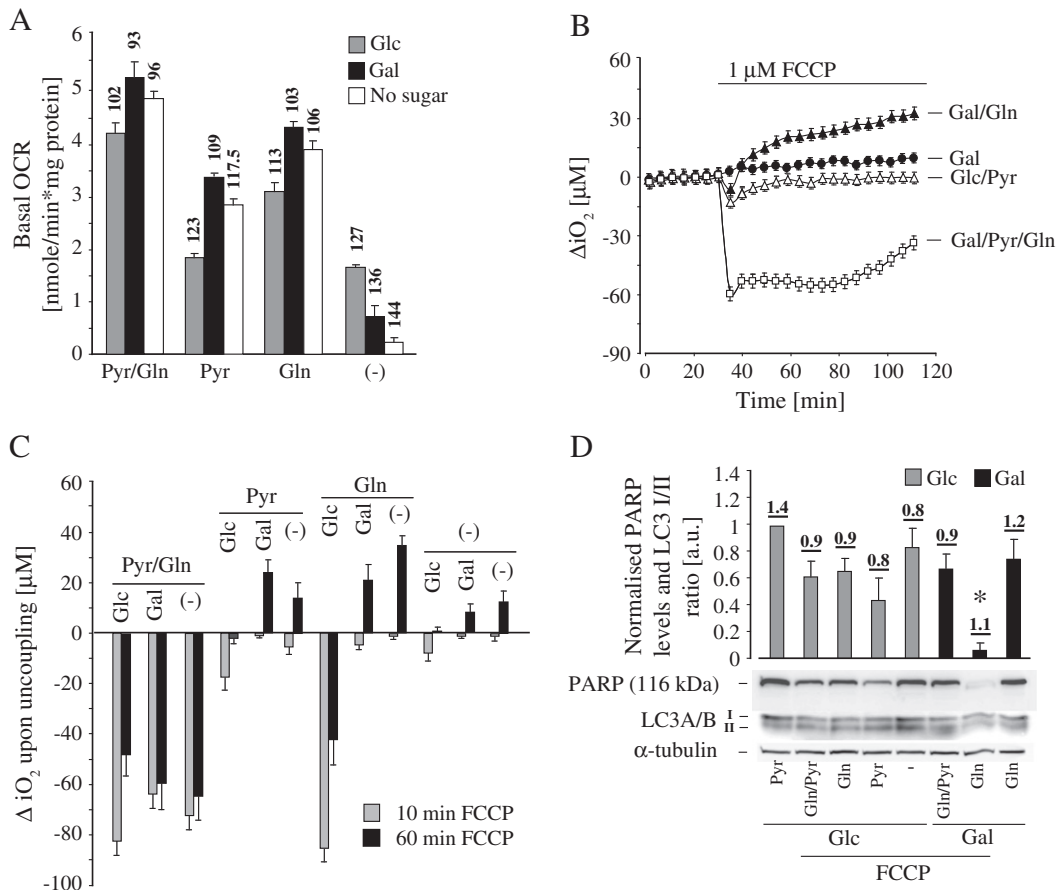 A
Basal OCR
[nmole/min*mg protein]
6
5
4
3
2
1
0
Glc
Gal
No sugar
102
93
96
123
109
117.5
113
103
106
127
136
144
Pyr/Gln
Pyr
Gln
(-)
B
1 µM FCCP
ΔiO2 [µM]
60
30
0
-30
-60
-90
Gal/Gln
Gal
Glc/Pyr
Gal/Pyr/Gln
0
20
40
60
80
100
120
Time [min]
C
Δ iO2 upon uncoupling [µM]
60
40
20
0
-20
-40
-60
-80
-100
Pyr/Gln
Glc
Gal
(-)
Pyr
Glc
Gal
(-)
Gln
Glc
Gal
(-)
(-)
Glc
Gal
(-)
10 min FCCP
60 min FCCP
D
Normalised PARP
levels and LC3 I/II
ratio [a.u.]
1.4
1.2
1
0.8
0.6
0.4
0.2
0
Glc
Gal
1.4
0.9
0.9
0.8
0.8
0.9
*
1.1
1.2
PARP (116 kDa)
LC3A/B
I
II
α-tubulin
Pyr
Gln/Pyr
Gln
Pyr
-
Gln/Pyr
Gln
Gln
Glc
Gal
FCCP